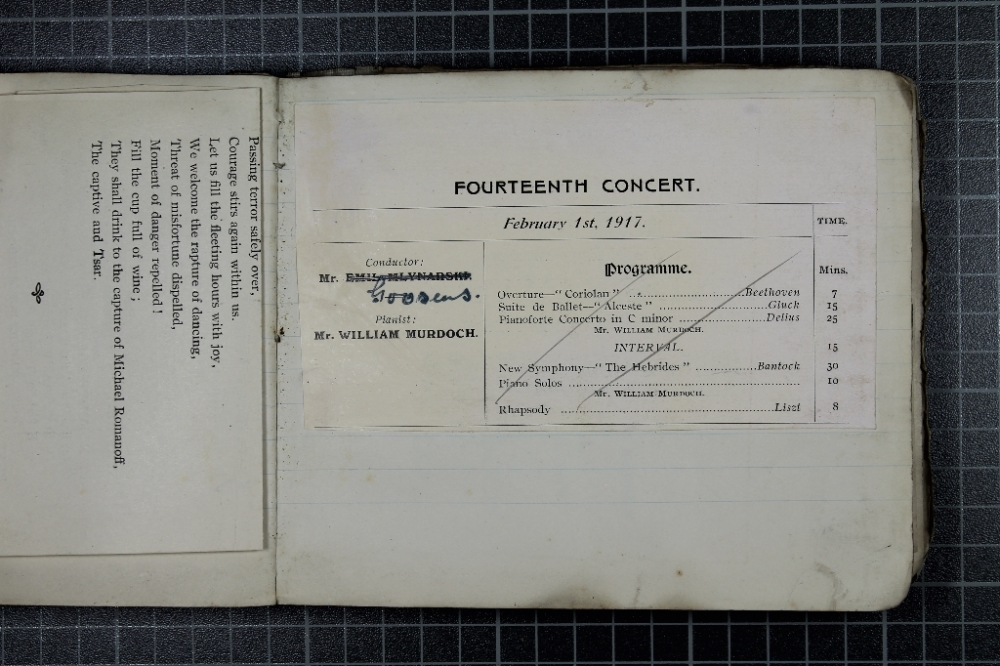 Passing terror safely over,
Courage stirs again within us.
Let us fill the fleeting hours with joy,
We welcome the rapture of dancing,
Threat of misfortune dispelled,
Moment of danger repelled!
Fill the cup full of wine;
They shall drink to the capture of Michael Romanoff,
The captive and Tsar.
FOURTEENTH CONCERT.
February 1st, 1917.
TIME.
Conductor:
Mr. EMIL MLYNARSKI.
Goossens.
Pianist:
Mr. WILLIAM MURDOCH.
Programme.
Mins.
Overture—"Coriolan" ... Beethoven 7
Suite de Ballet—"Alceste" ... Gluck 15
Pianoforte Concerto in C minor ... Delius 25
Mr. WILLIAM MURDOCH.
INTERVAL. 15
New Symphony—"The Hebrides" ... Bantock 30
Piano Solos ... 10
Mr. WILLIAM MURDOCH.
Rhapsody ... Liszt 8